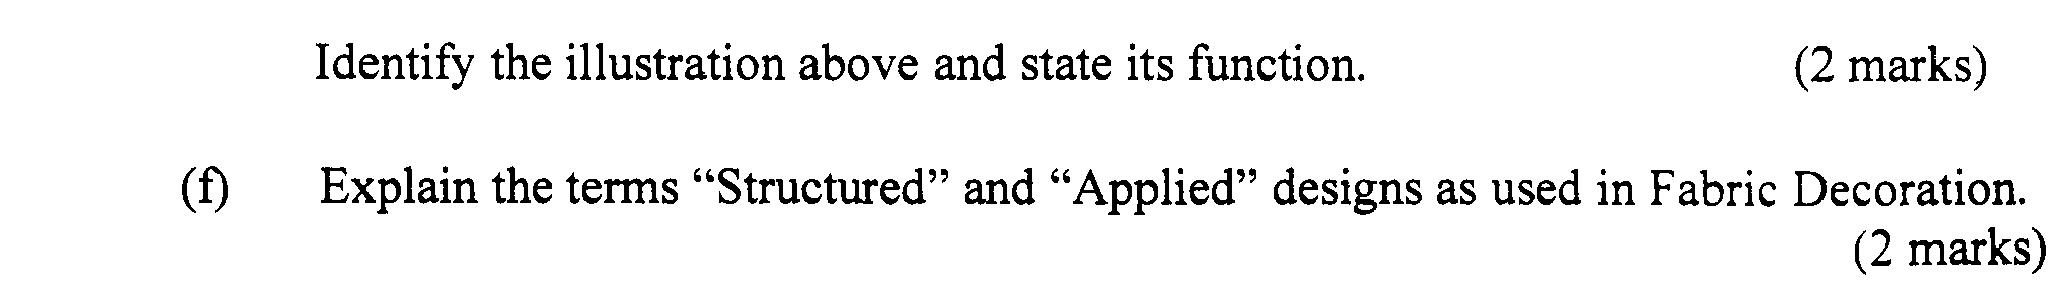 Identify the illustration above and state its function. (2 marks)
(f) Explain the terms “Structured” and “Applied” designs as used in Fabric Decoration.
(2 marks)